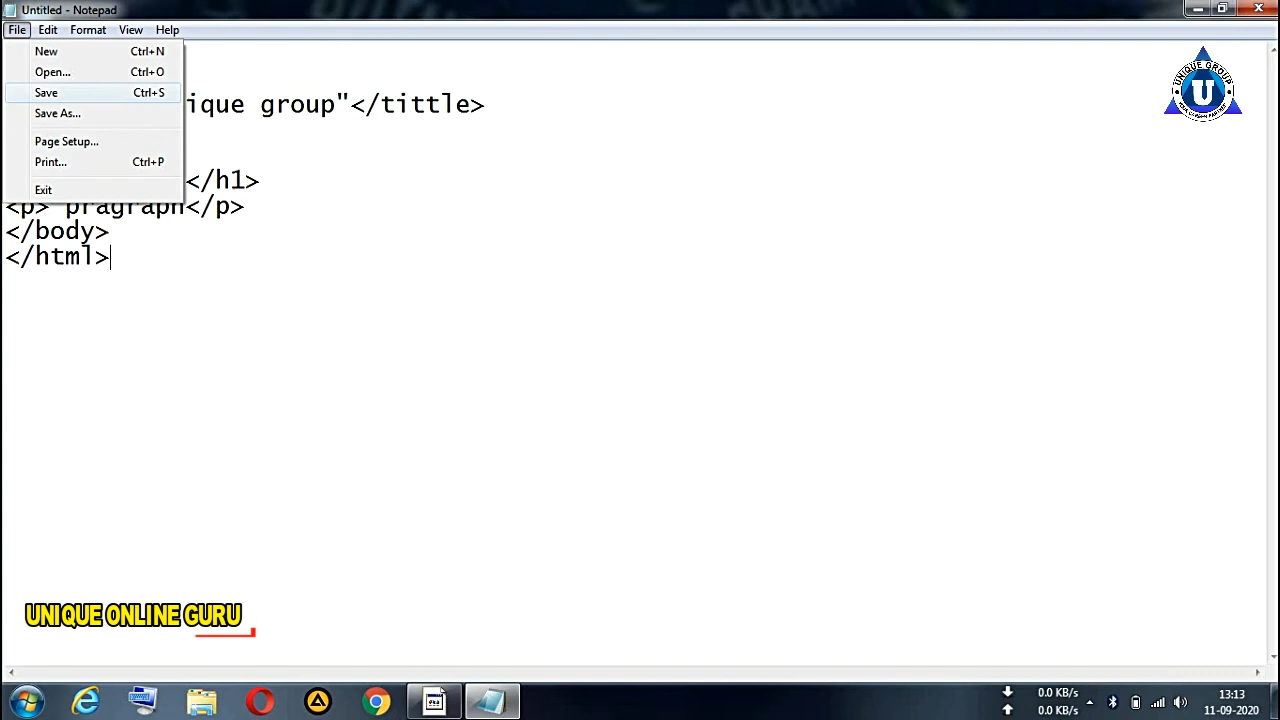 Untitled - Notepad
File Edit Format View Help
New Ctrl+N
Open... Ctrl+O
Save Ctrl+S
Save As...
Page Setup...
Print... Ctrl+P
Exit
ique group"</tittle>
</h1>
<p> pragraph</p>
</body>
</html>
UNIQUE GROUP
U
UNIQUE ONLINE GURU
0.0 KB/s
0.0 KB/s
13:13
11-09-2020